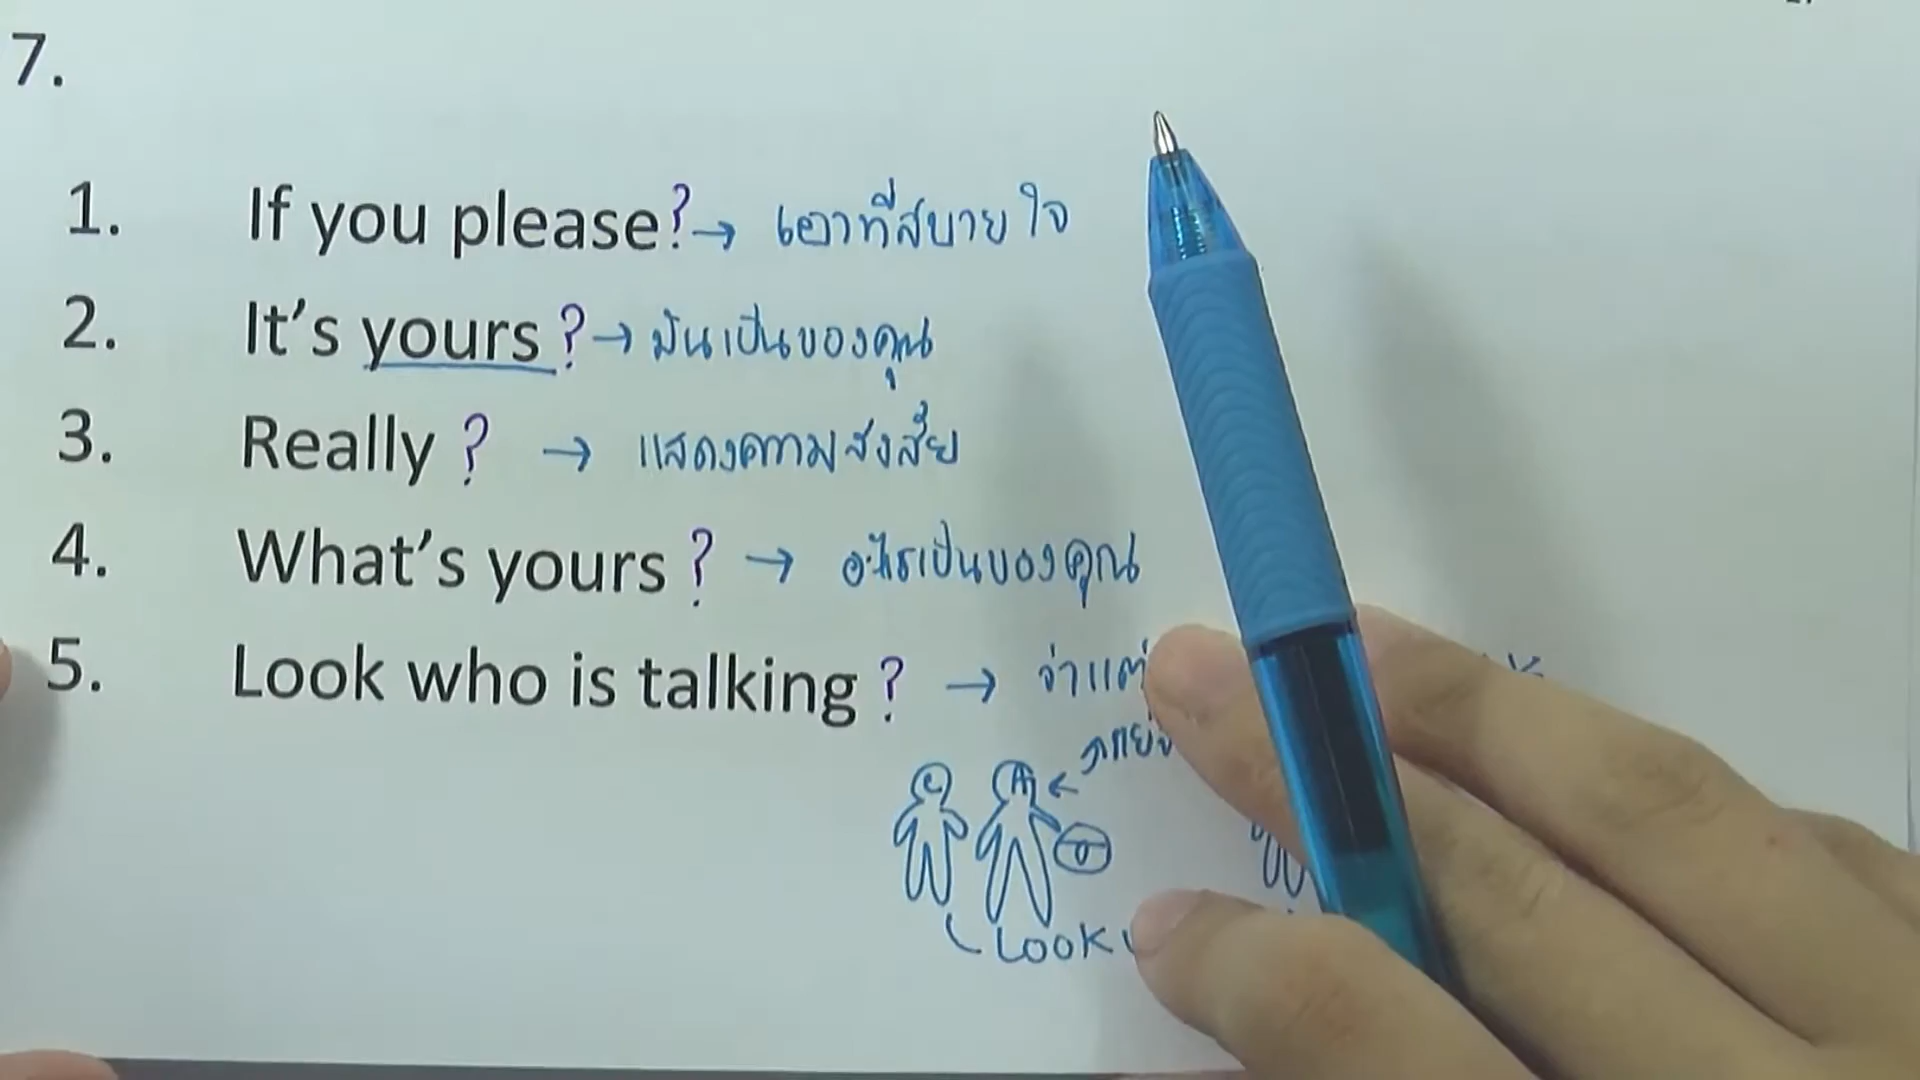 7.
1. If you please? → เอาที่สบายใจ
2. It's yours ? → มันเป็นของคุณ
3. Really ? → แสดงความสงสัย
4. What's yours ? → อะไรเป็นของคุณ
5. Look who is talking ? → ว่าแต่
C A ←
Look